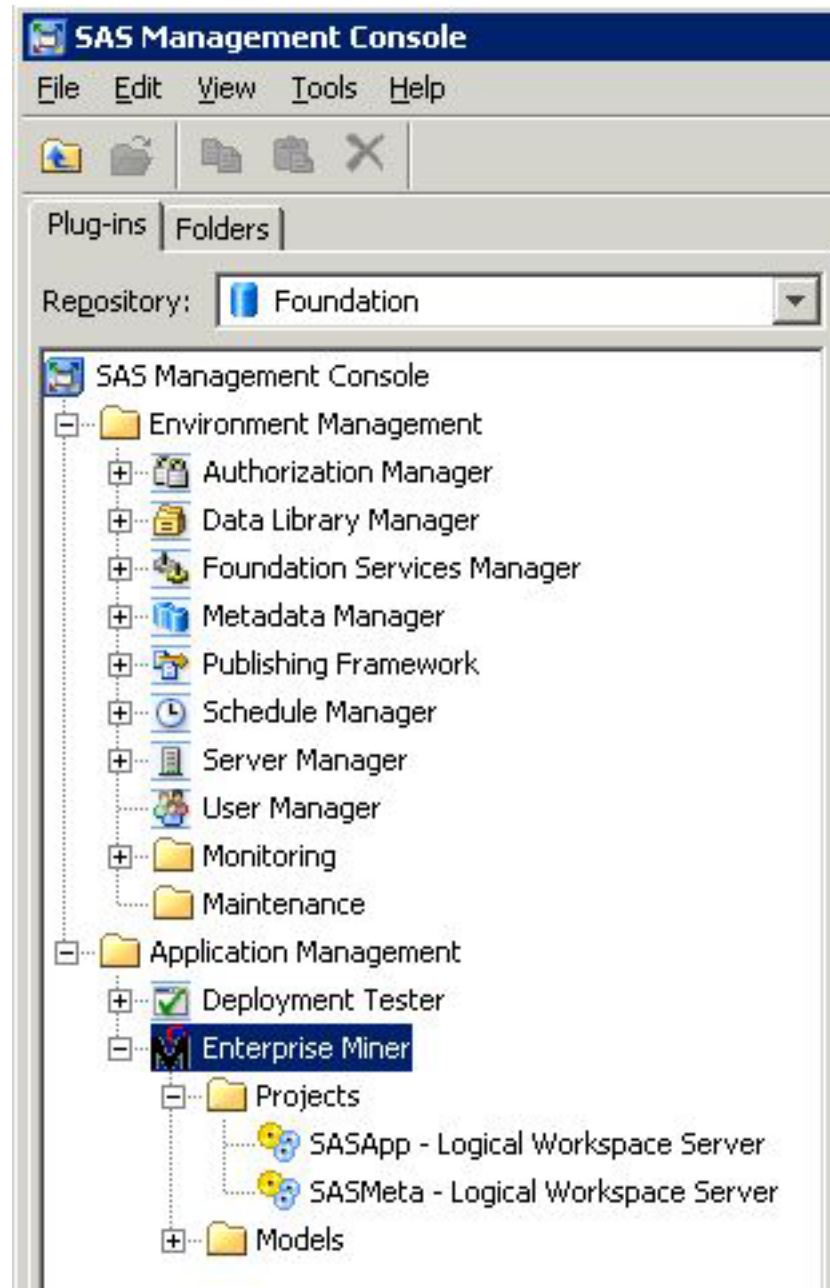 SAS Management Console
File Edit View Tools Help
Plug-ins Folders
Repository: Foundation
SAS Management Console
Environment Management
Authorization Manager
Data Library Manager
Foundation Services Manager
Metadata Manager
Publishing Framework
Schedule Manager
Server Manager
User Manager
Monitoring
Maintenance
Application Management
Deployment Tester
Enterprise Miner
Projects
SASApp - Logical Workspace Server
SASMeta - Logical Workspace Server
Models